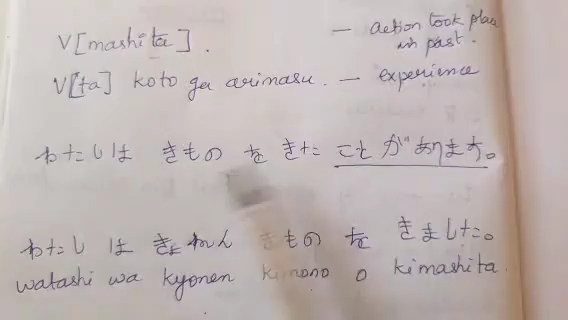 V[mashita]. — action took place in past.
V[ta] koto ga arimasu. — experience
わたしは きもの を きた ことがあります。
わたし は きょねん きもの を きました。
watashi wa kyonen kimono o kimashita.